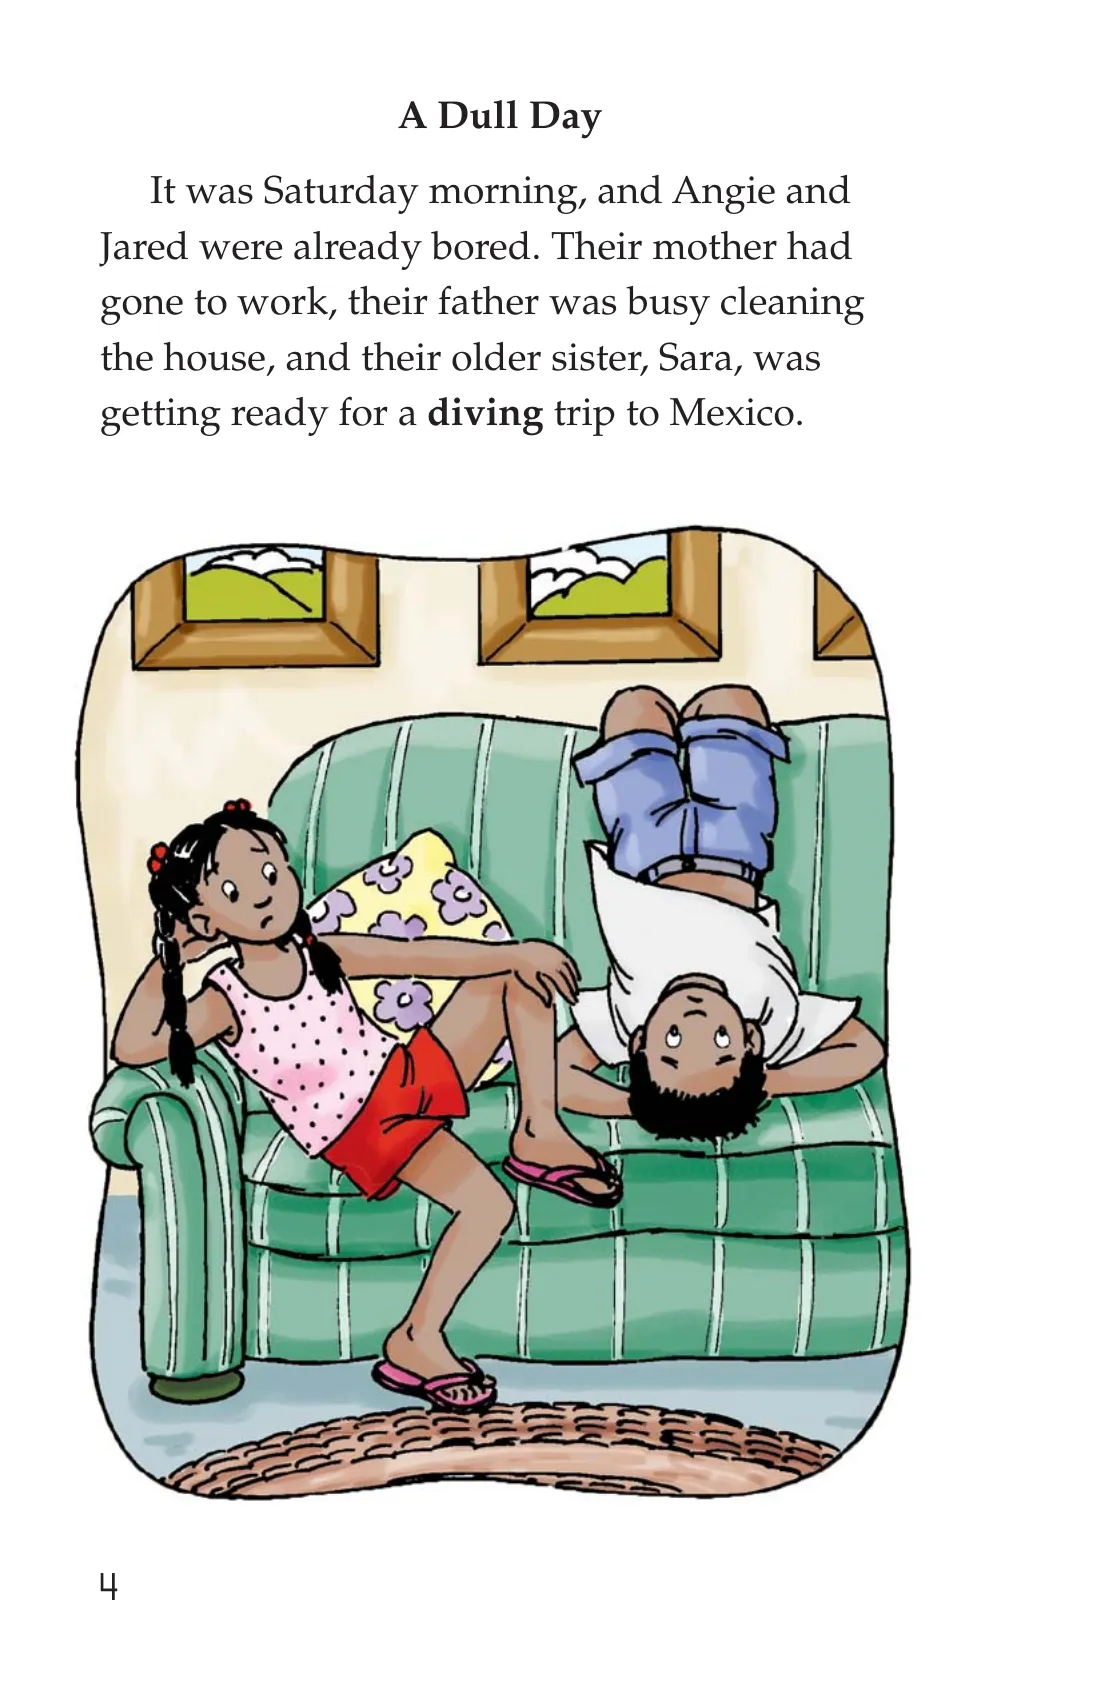 A Dull Day
It was Saturday morning, and Angie and
Jared were already bored. Their mother had
gone to work, their father was busy cleaning
the house, and their older sister, Sara, was
getting ready for a diving trip to Mexico.
4